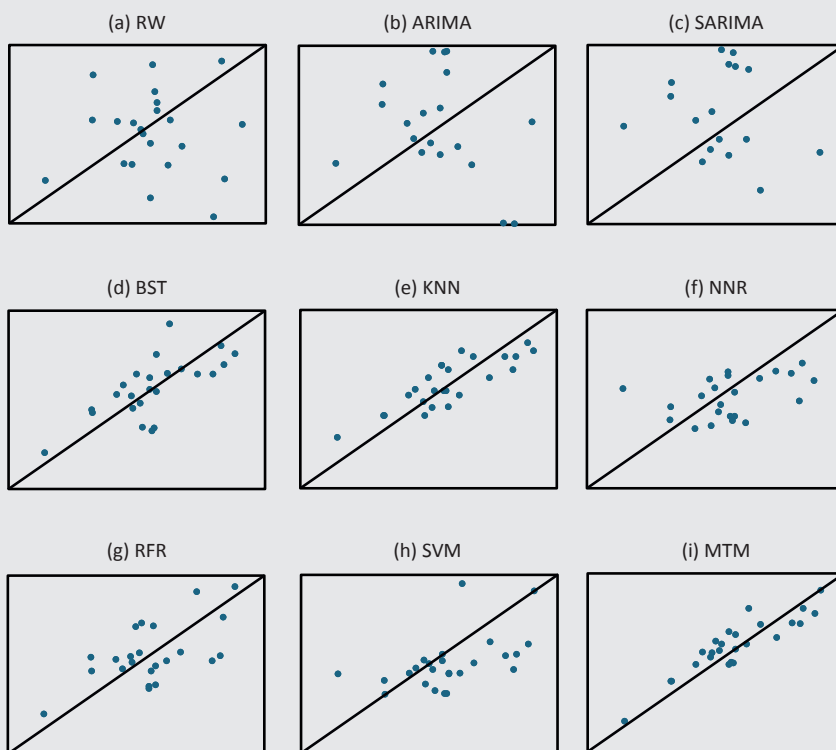 (a) RW
(b) ARIMA
(c) SARIMA
(d) BST
(e) KNN
(f) NNR
(g) RFR
(h) SVM
(i) MTM